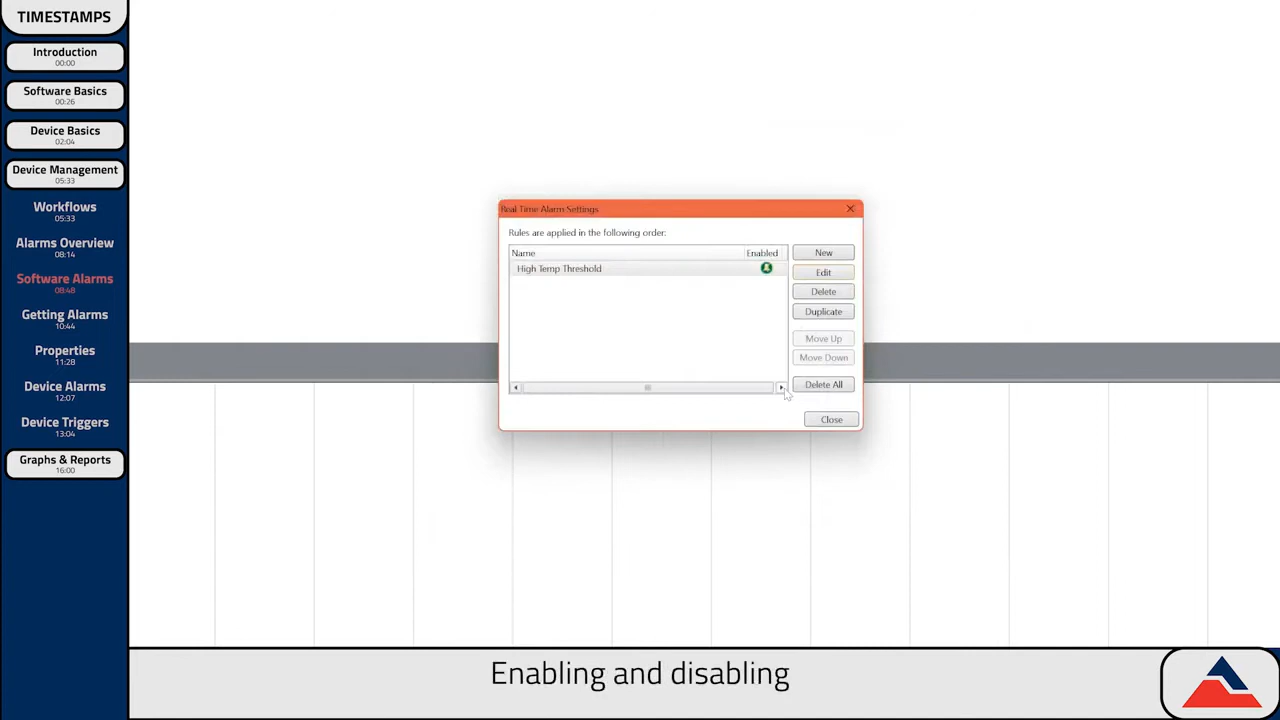 TIMESTAMPS
Introduction
00:00
Software Basics
00:26
Device Basics
02:04
Device Management
05:33
Workflows
05:33
Alarms Overview
08:14
Software Alarms
08:48
Getting Alarms
10:44
Properties
11:28
Device Alarms
12:07
Device Triggers
13:04
Graphs & Reports
16:00
Real Time Alarm Settings
Rules are applied in the following order:
Name Enabled
High Temp Threshold
New
Edit
Delete
Duplicate
Move Up
Move Down
Delete All
Close
Enabling and disabling